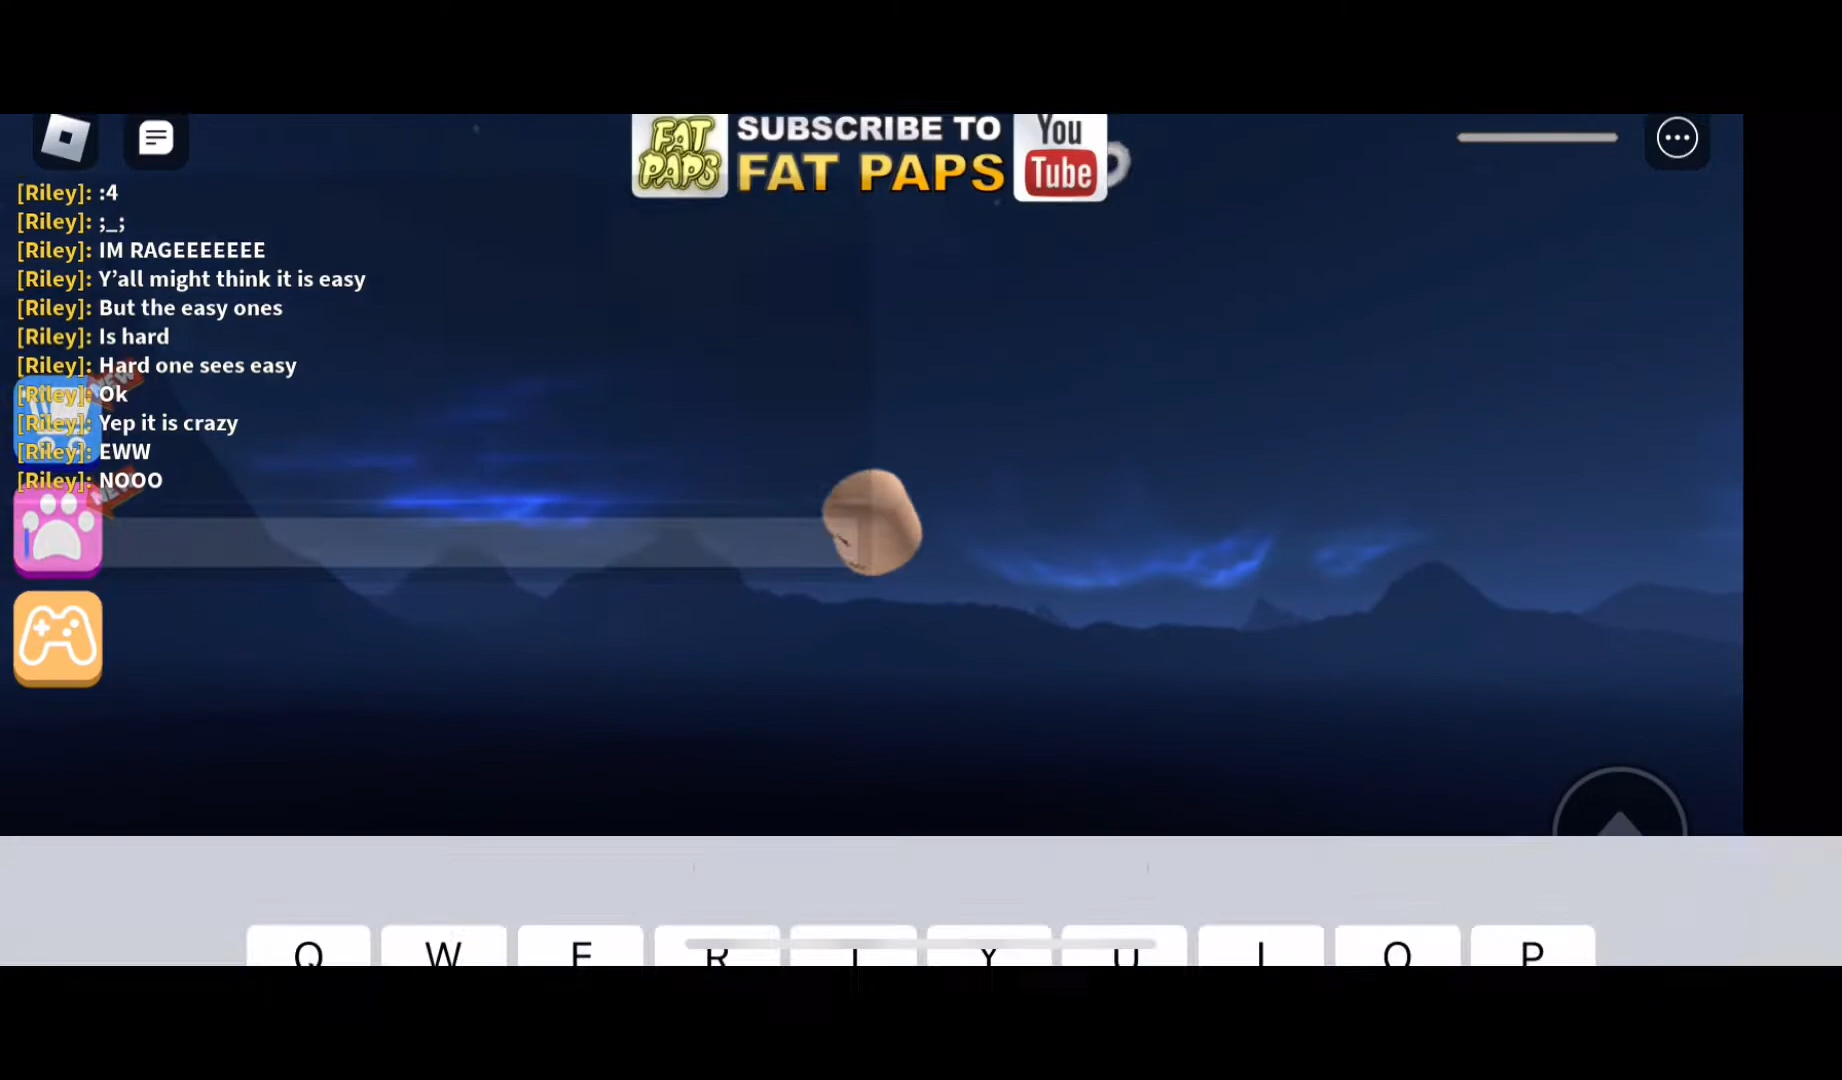 FAT PAPS
SUBSCRIBE TO
FAT PAPS
You
Tube
[Riley]: :4
[Riley]: ;_;
[Riley]: IM RAGEEEEEEE
[Riley]: Y’all might think it is easy
[Riley]: But the easy ones
[Riley]: Is hard
[Riley]: Hard one sees easy
NEW
[Riley]: Ok
[Riley]: Yep it is crazy
[Riley]: EWW
[Riley]: NOOO
NEW
Q W E R T Y U I O P